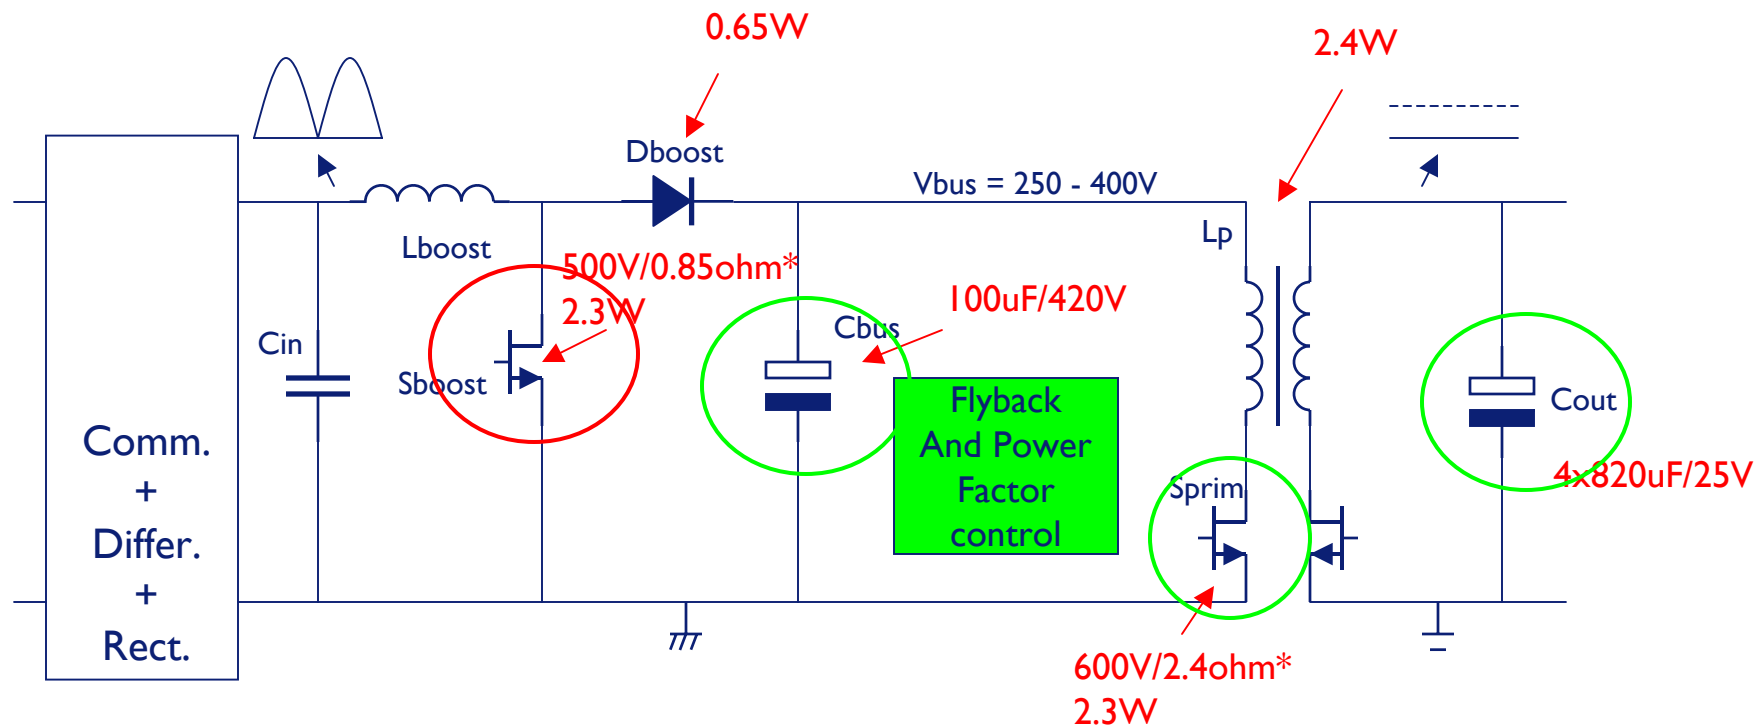 0.65W
2.4W
Dboost
Vbus = 250 - 400V
Lp
Lboost
500V/0.85ohm*
2.3W
100uF/420V
Cin
Cbus
Sboost
Flyback
And Power
Factor
control
Cout
4x820uF/25V
Sprim
Comm.
+
Differ.
+
Rect.
600V/2.4ohm*
2.3W